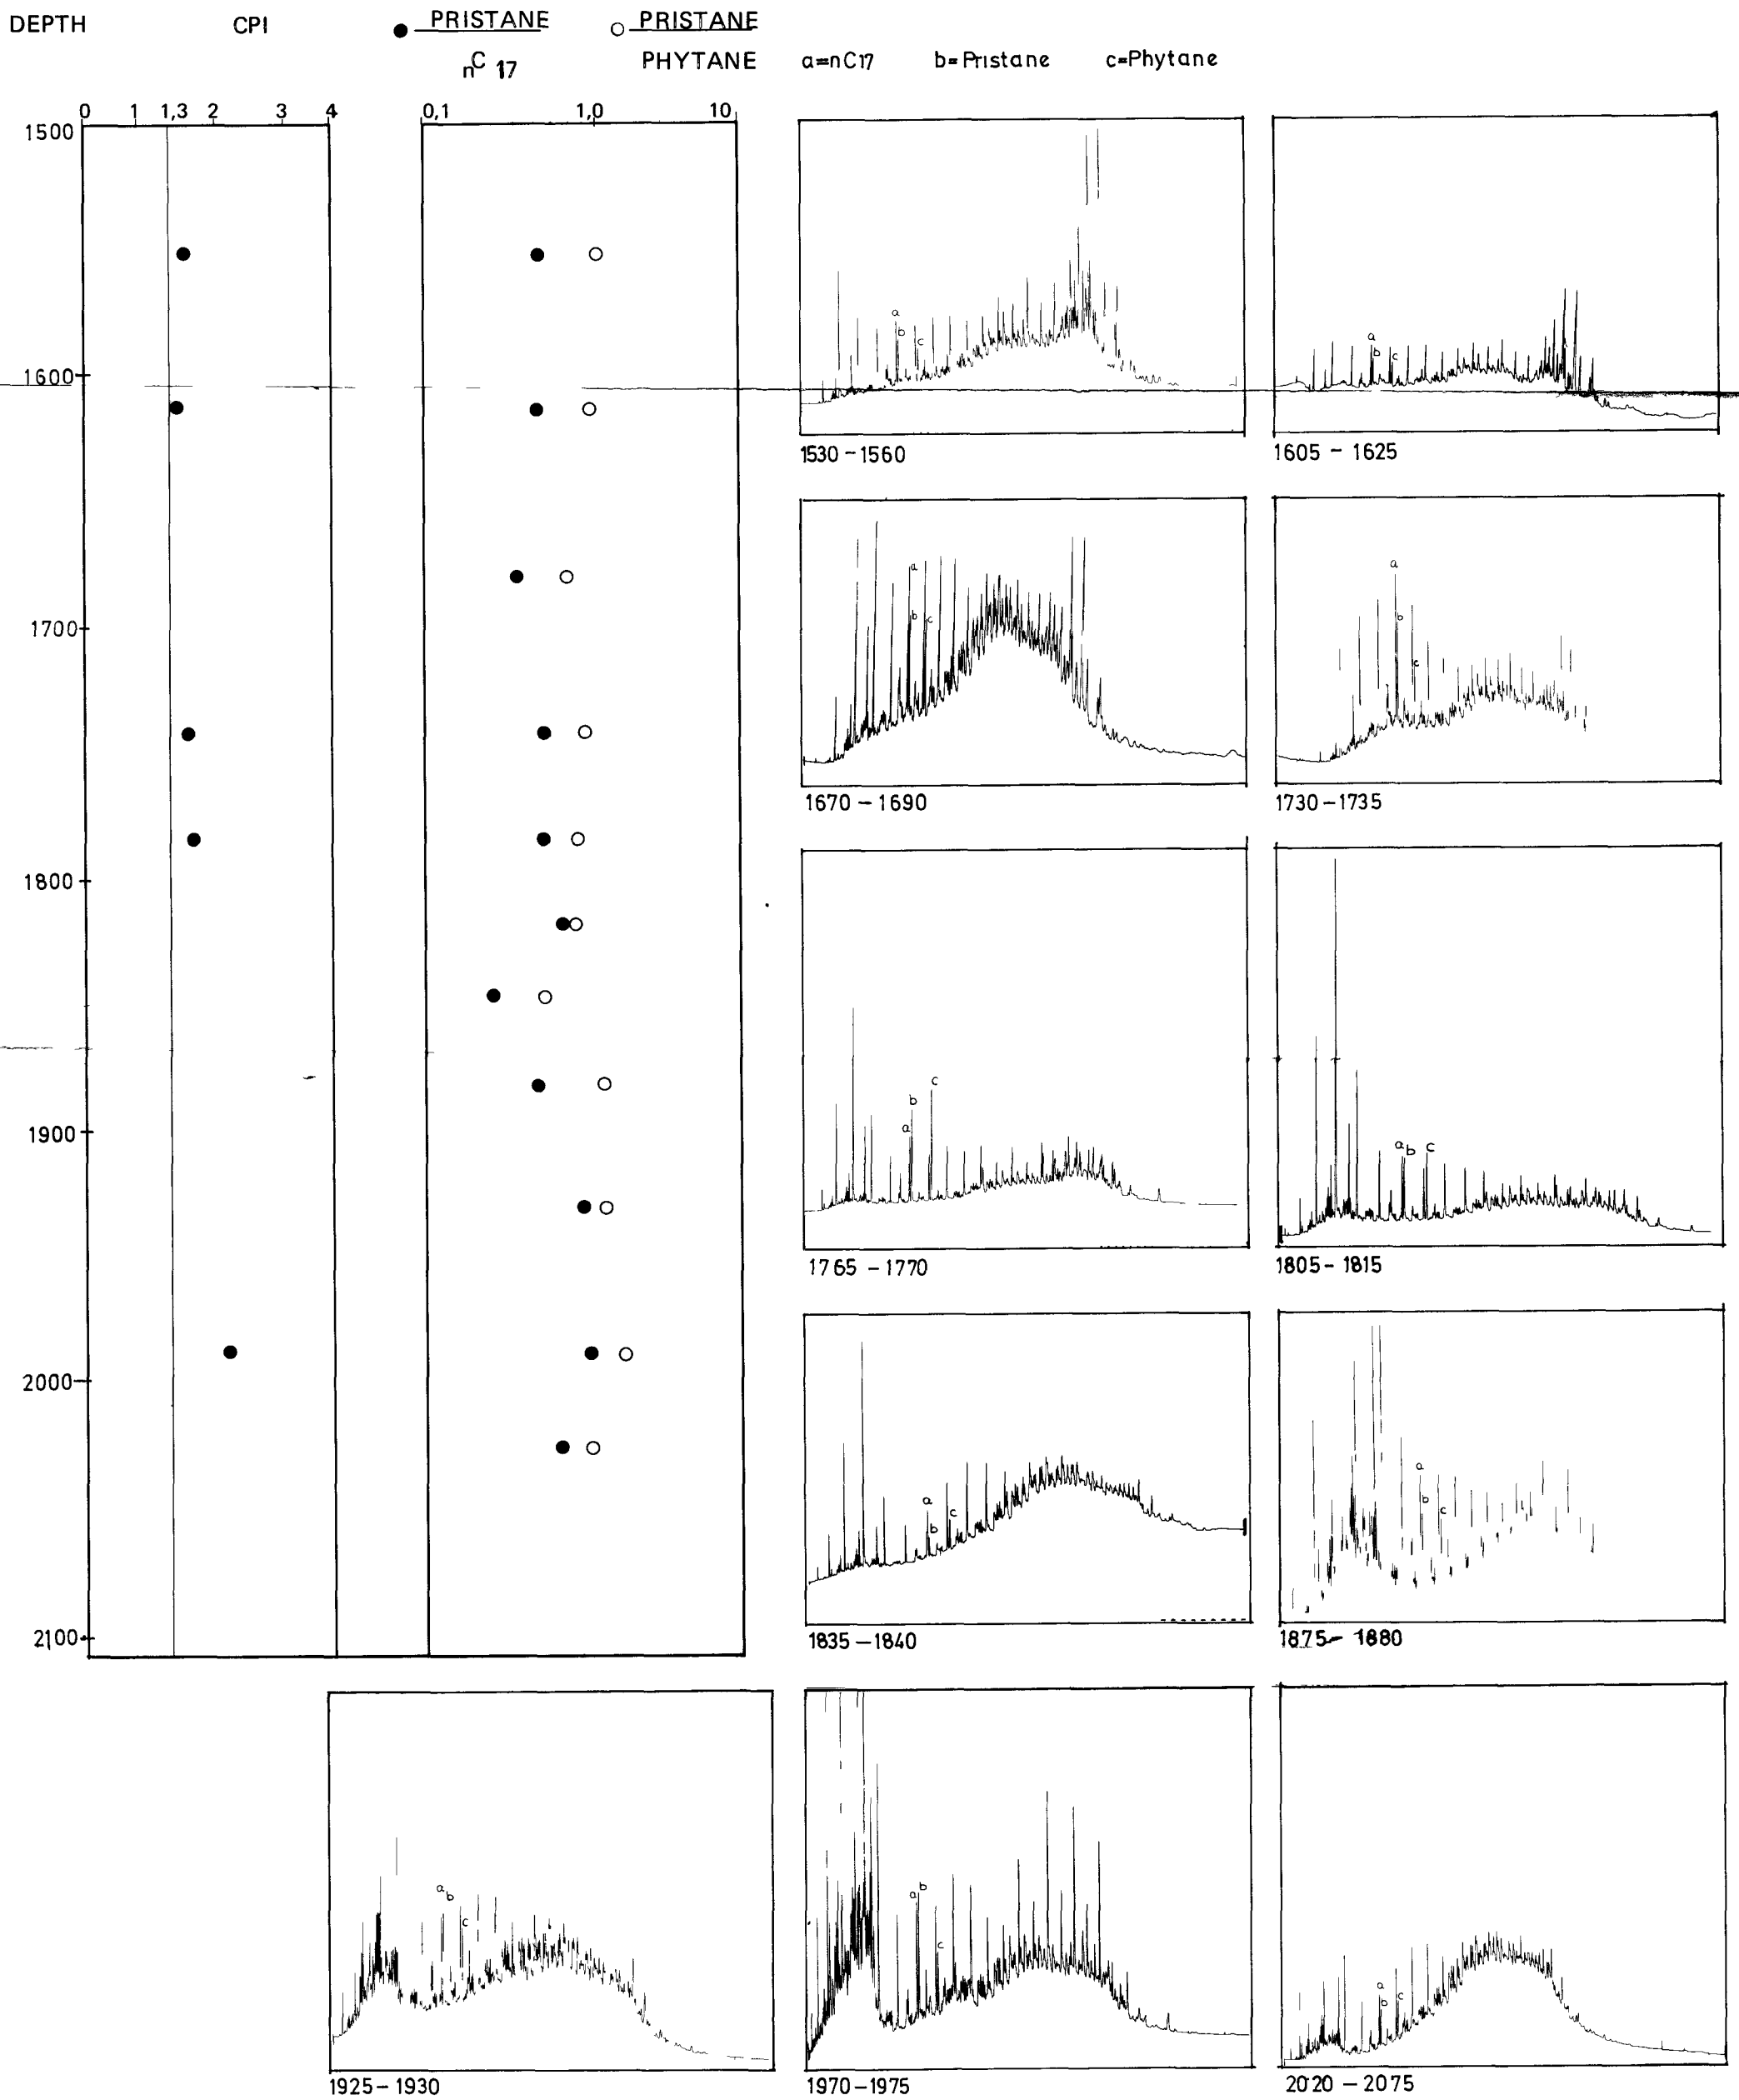 DEPTH CPI ● PRISTANE ○ PRISTANE
nC 17 PHYTANE a=nC17 b=Pristane c=Phytane
0 1 1,3 2 3 4 0,1 1,0 10
1500
a
b
c
a
b
c
1600
1530 - 1560 1605 - 1625
a
b
c
a
b
c
1700
1670 - 1690 1730 - 1735
1800
a
b
c
a
b
c
1900
1765 - 1770 1805 - 1815
2000
a
b
c
a
b
c
2100
1835 - 1840 1875 - 1880
a
b
c
a
b
c
a
b
c
1925 - 1930 1970 - 1975 2020 - 2075